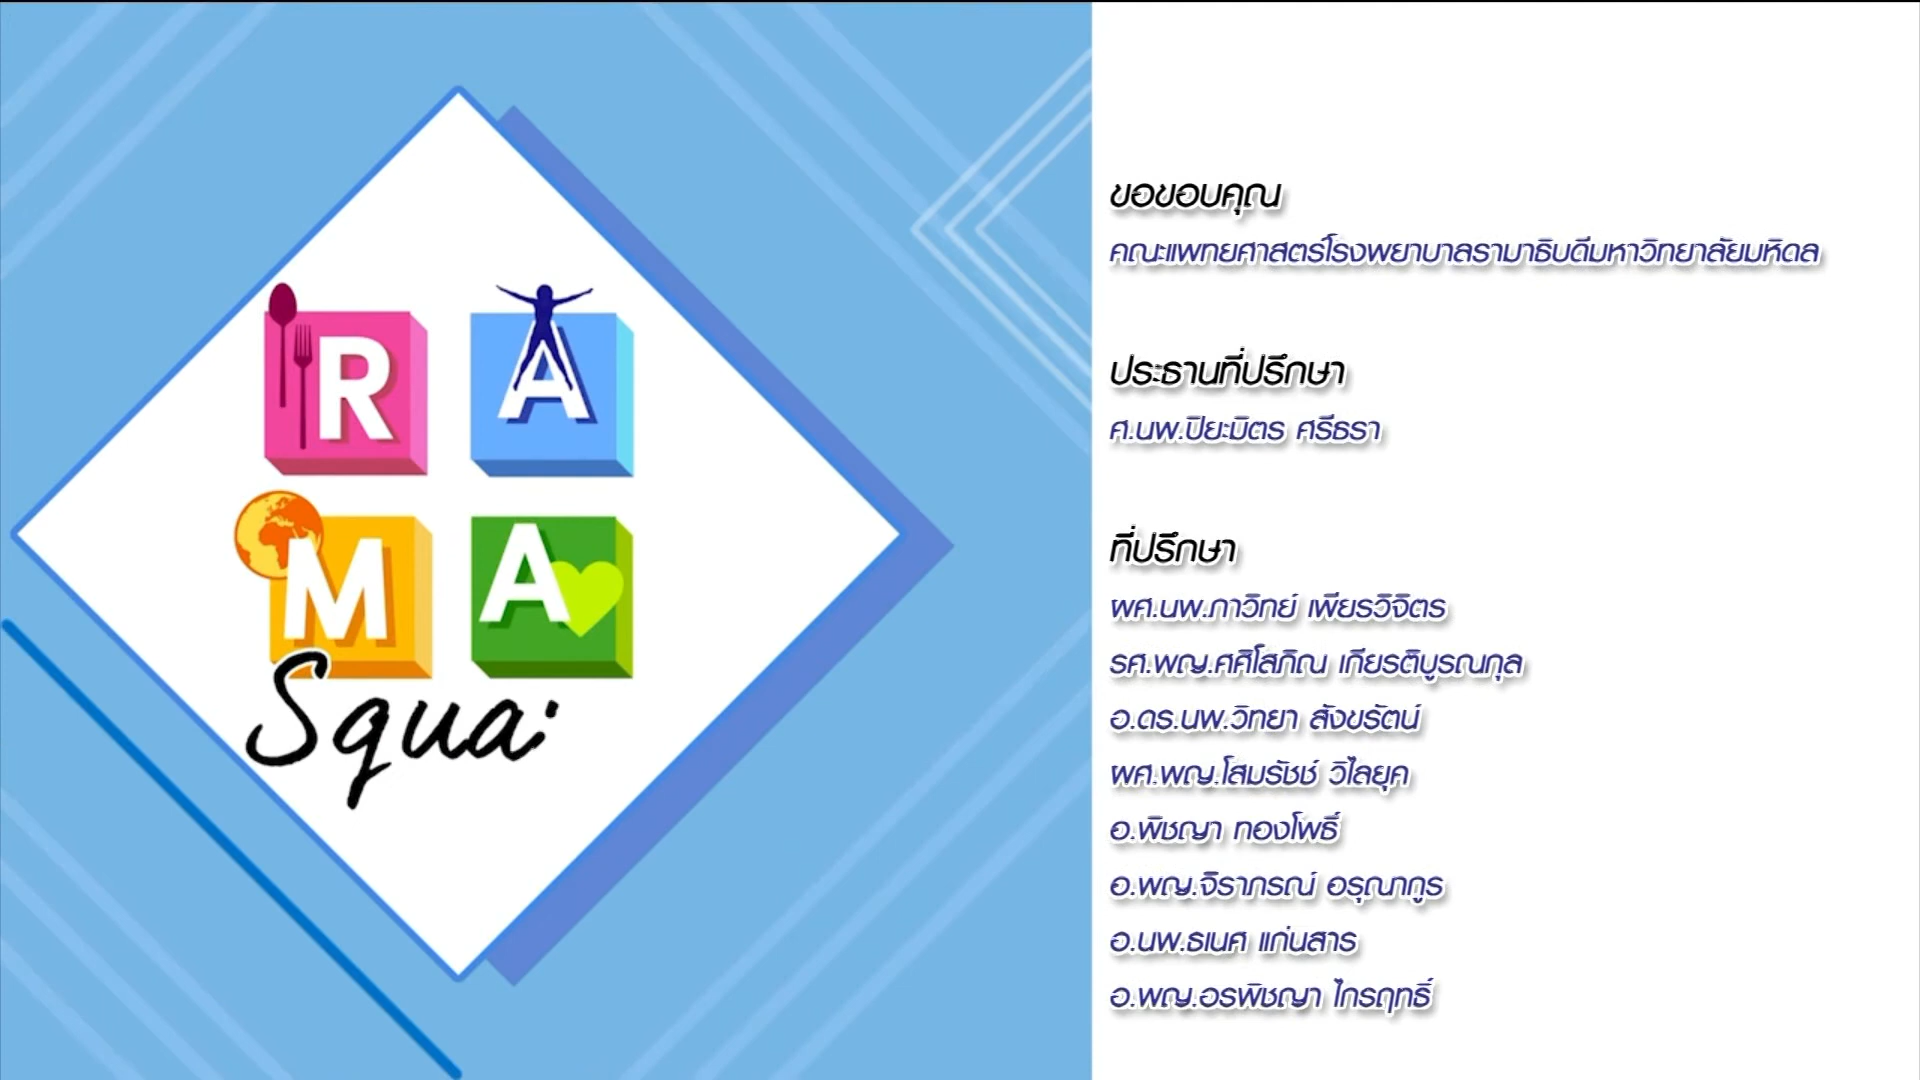 RA
MA
Squa
ขอขอบคุณ
คณะแพทยศาสตร์โรงพยาบาลรามาธิบดีมหาวิทยาลัยมหิดล
ประธานที่ปรึกษา
ศ.นพ.ปิยะมิตร ศรีธรา
ที่ปรึกษา
ผศ.นพ.ภาวิทย์ เพียรวิจิตร
รศ.พญ.ศศิโสภิณ เกียรติบูรณกุล
อ.ดร.นพ.วิทยา สังขรัตน์
ผศ.พญ.โสมรัชช์ วิไลยุค
อ.พิชญา ทองโพธิ์
อ.พญ.จิราภรณ์ อรุณากูร
อ.นพ.ธเนศ แก่นสาร
อ.พญ.อรพิชญา ไกรฤทธิ์